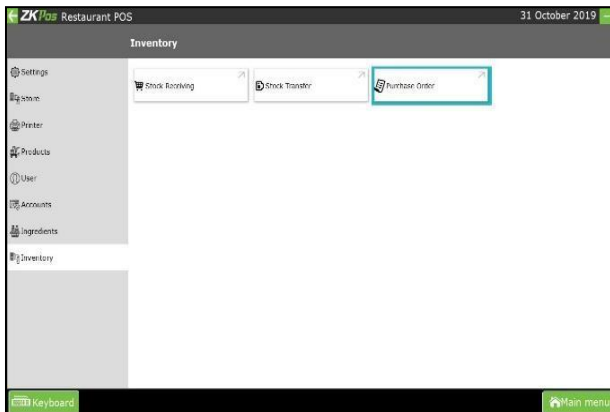 ZKPos Restaurant POS 31 October 2019
Inventory
Settings
Store
Printer
Products
User
Accounts
Ingredients
Inventory
Stock Receiving
Stock Transfer
Purchase Order
Keyboard
Main menu